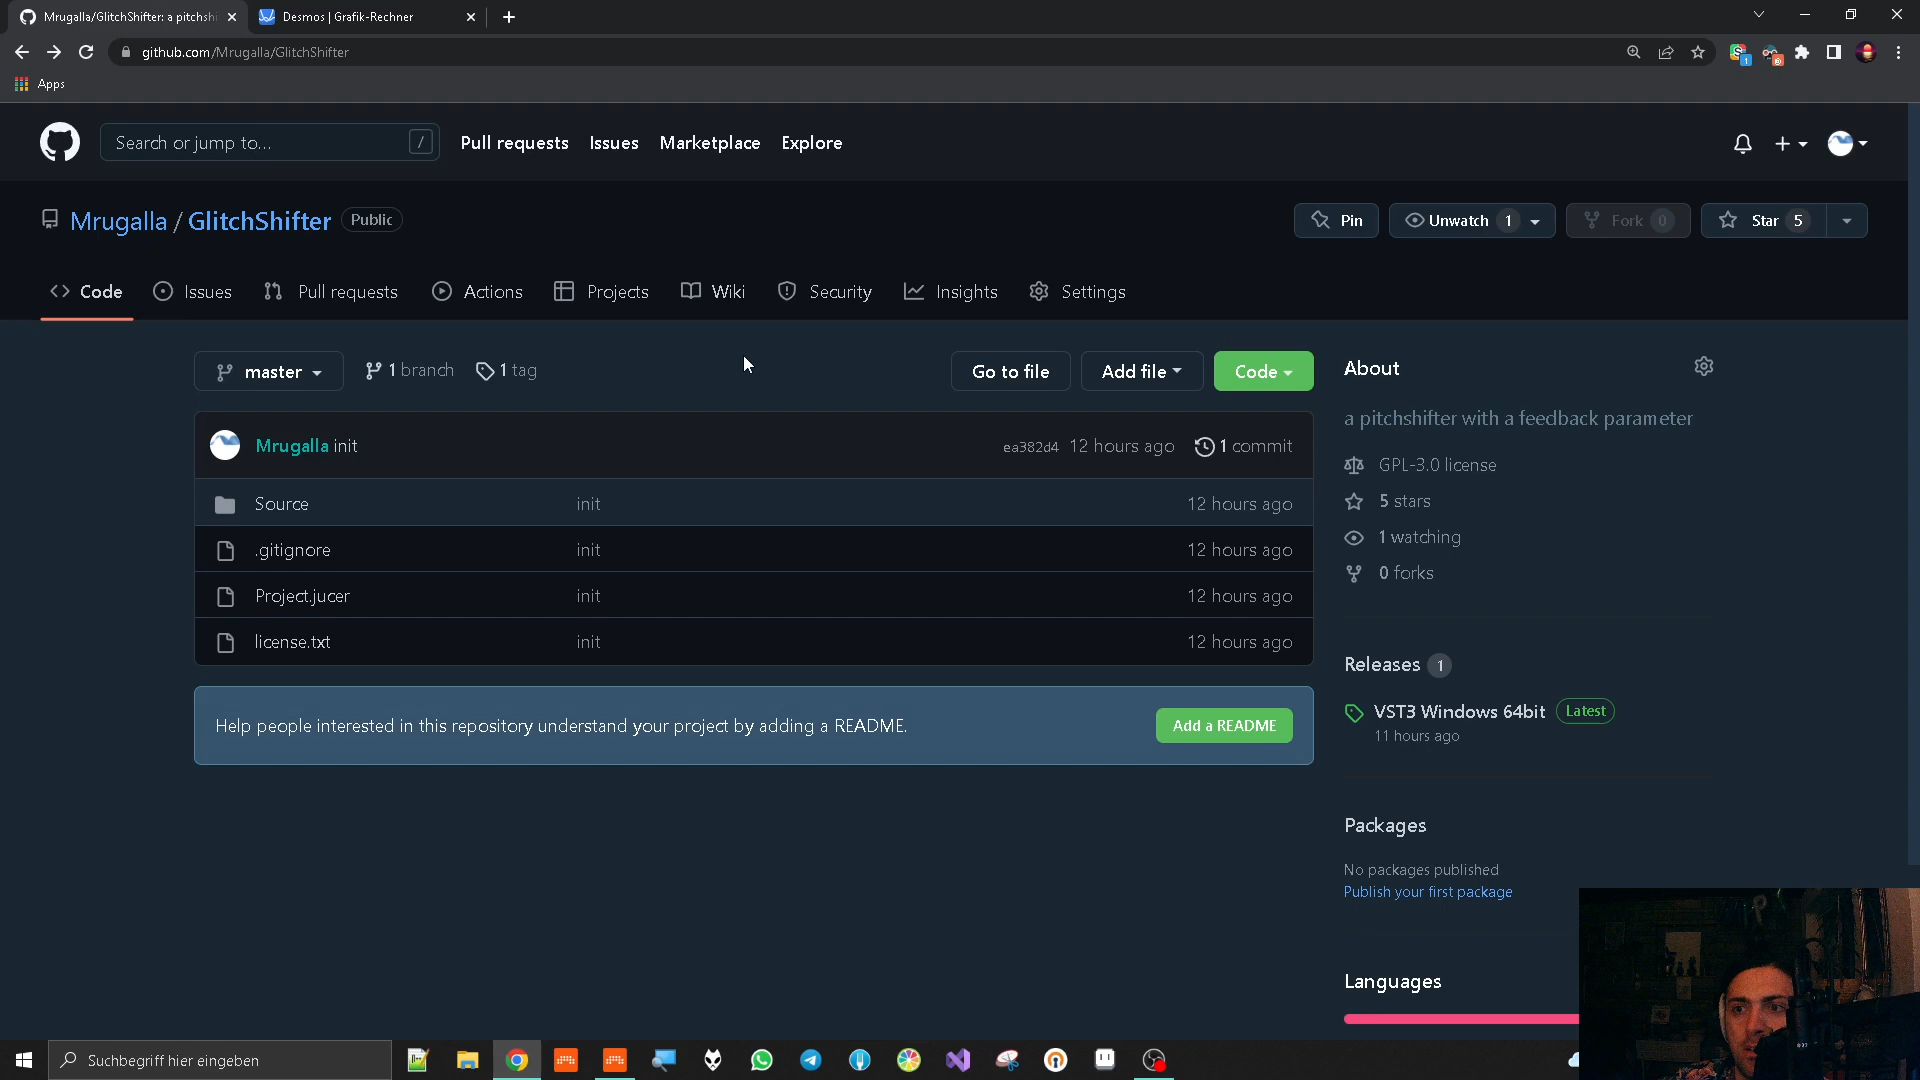 Mrugalla/GlitchShifter: a pitchshi
Desmos | Grafik-Rechner
github.com/Mrugalla/GlitchShifter
Apps
Search or jump to...
/
Pull requests
Issues
Marketplace
Explore
Mrugalla / GlitchShifter
Public
Pin
Unwatch 1
Fork 0
Star 5
Code
Issues
Pull requests
Actions
Projects
Wiki
Security
Insights
Settings
master
1 branch
1 tag
Go to file
Add file
Code
Mrugalla init
ea382d4 12 hours ago
1 commit
Source init 12 hours ago
.gitignore init 12 hours ago
Project.jucer init 12 hours ago
license.txt init 12 hours ago
Help people interested in this repository understand your project by adding a README.
Add a README
About
a pitchshifter with a feedback parameter
GPL-3.0 license
5 stars
1 watching
0 forks
Releases 1
VST3 Windows 64bit Latest
11 hours ago
Packages
No packages published
Publish your first package
Languages
Suchbegriff hier eingeben